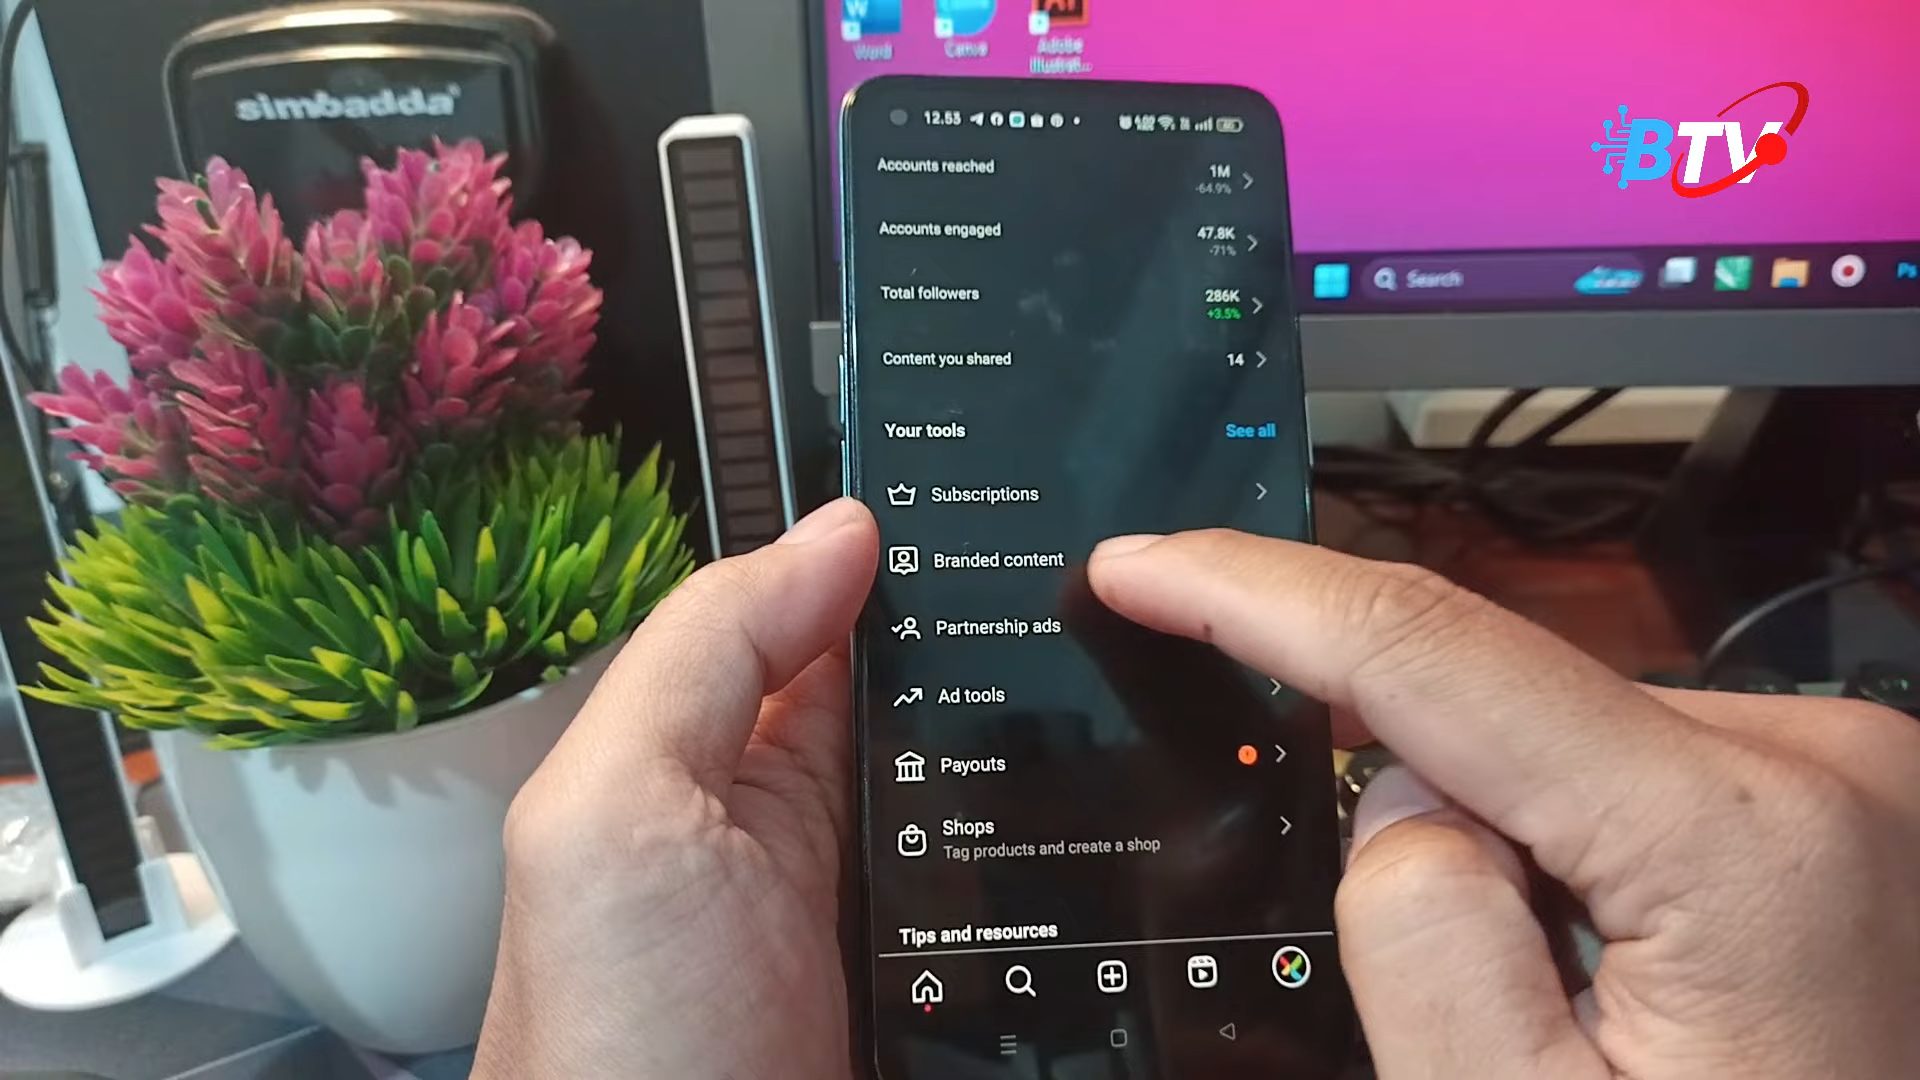 Word
Canva
Adobe
Illustrat...
simbadda
BTV
12.53
Accounts reached
1M
-64.9%
Accounts engaged
47.8K
-71%
Total followers
286K
+3.5%
Content you shared
14
Your tools
See all
Subscriptions
Branded content
Partnership ads
Ad tools
Payouts
Shops
Tag products and create a shop
Tips and resources
Search
Ps